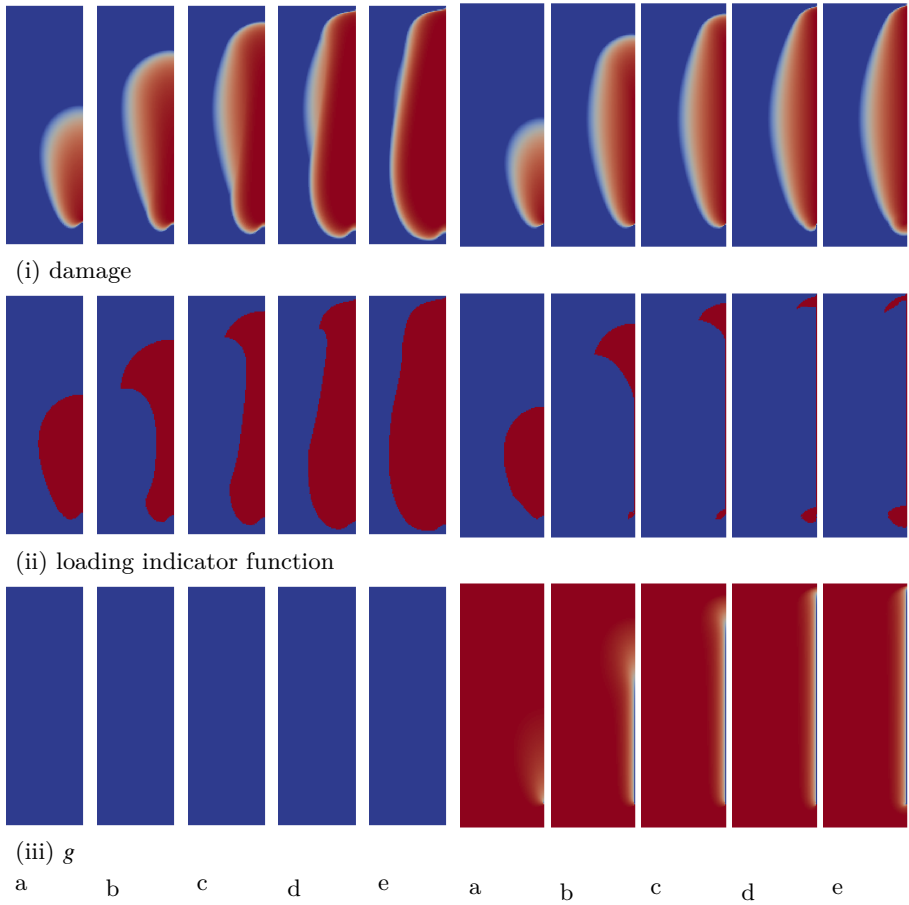 (i) damage
(ii) loading indicator function
(iii) g
a b c d e a b c d e